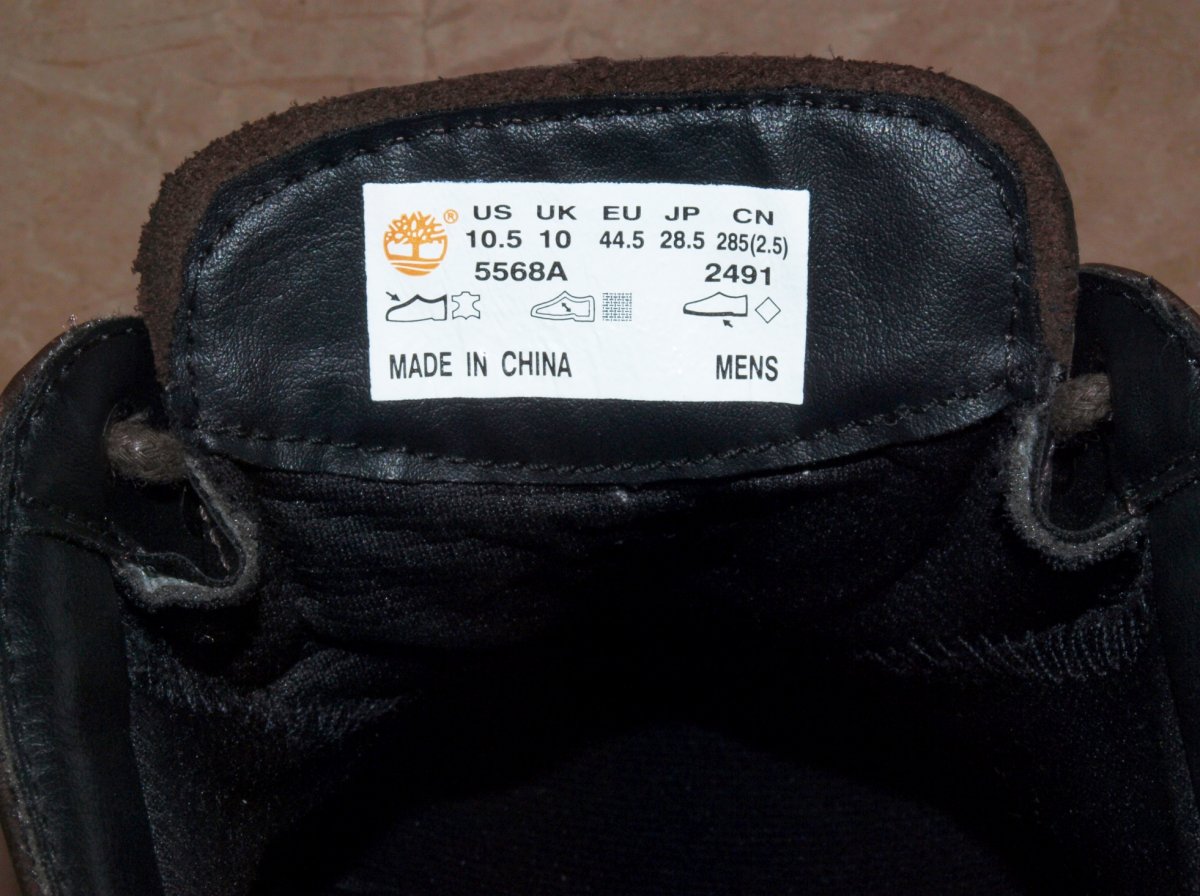 ® US UK EU JP CN
10.5 10 44.5 28.5 285(2.5)
5568A 2491
MADE IN CHINA MENS